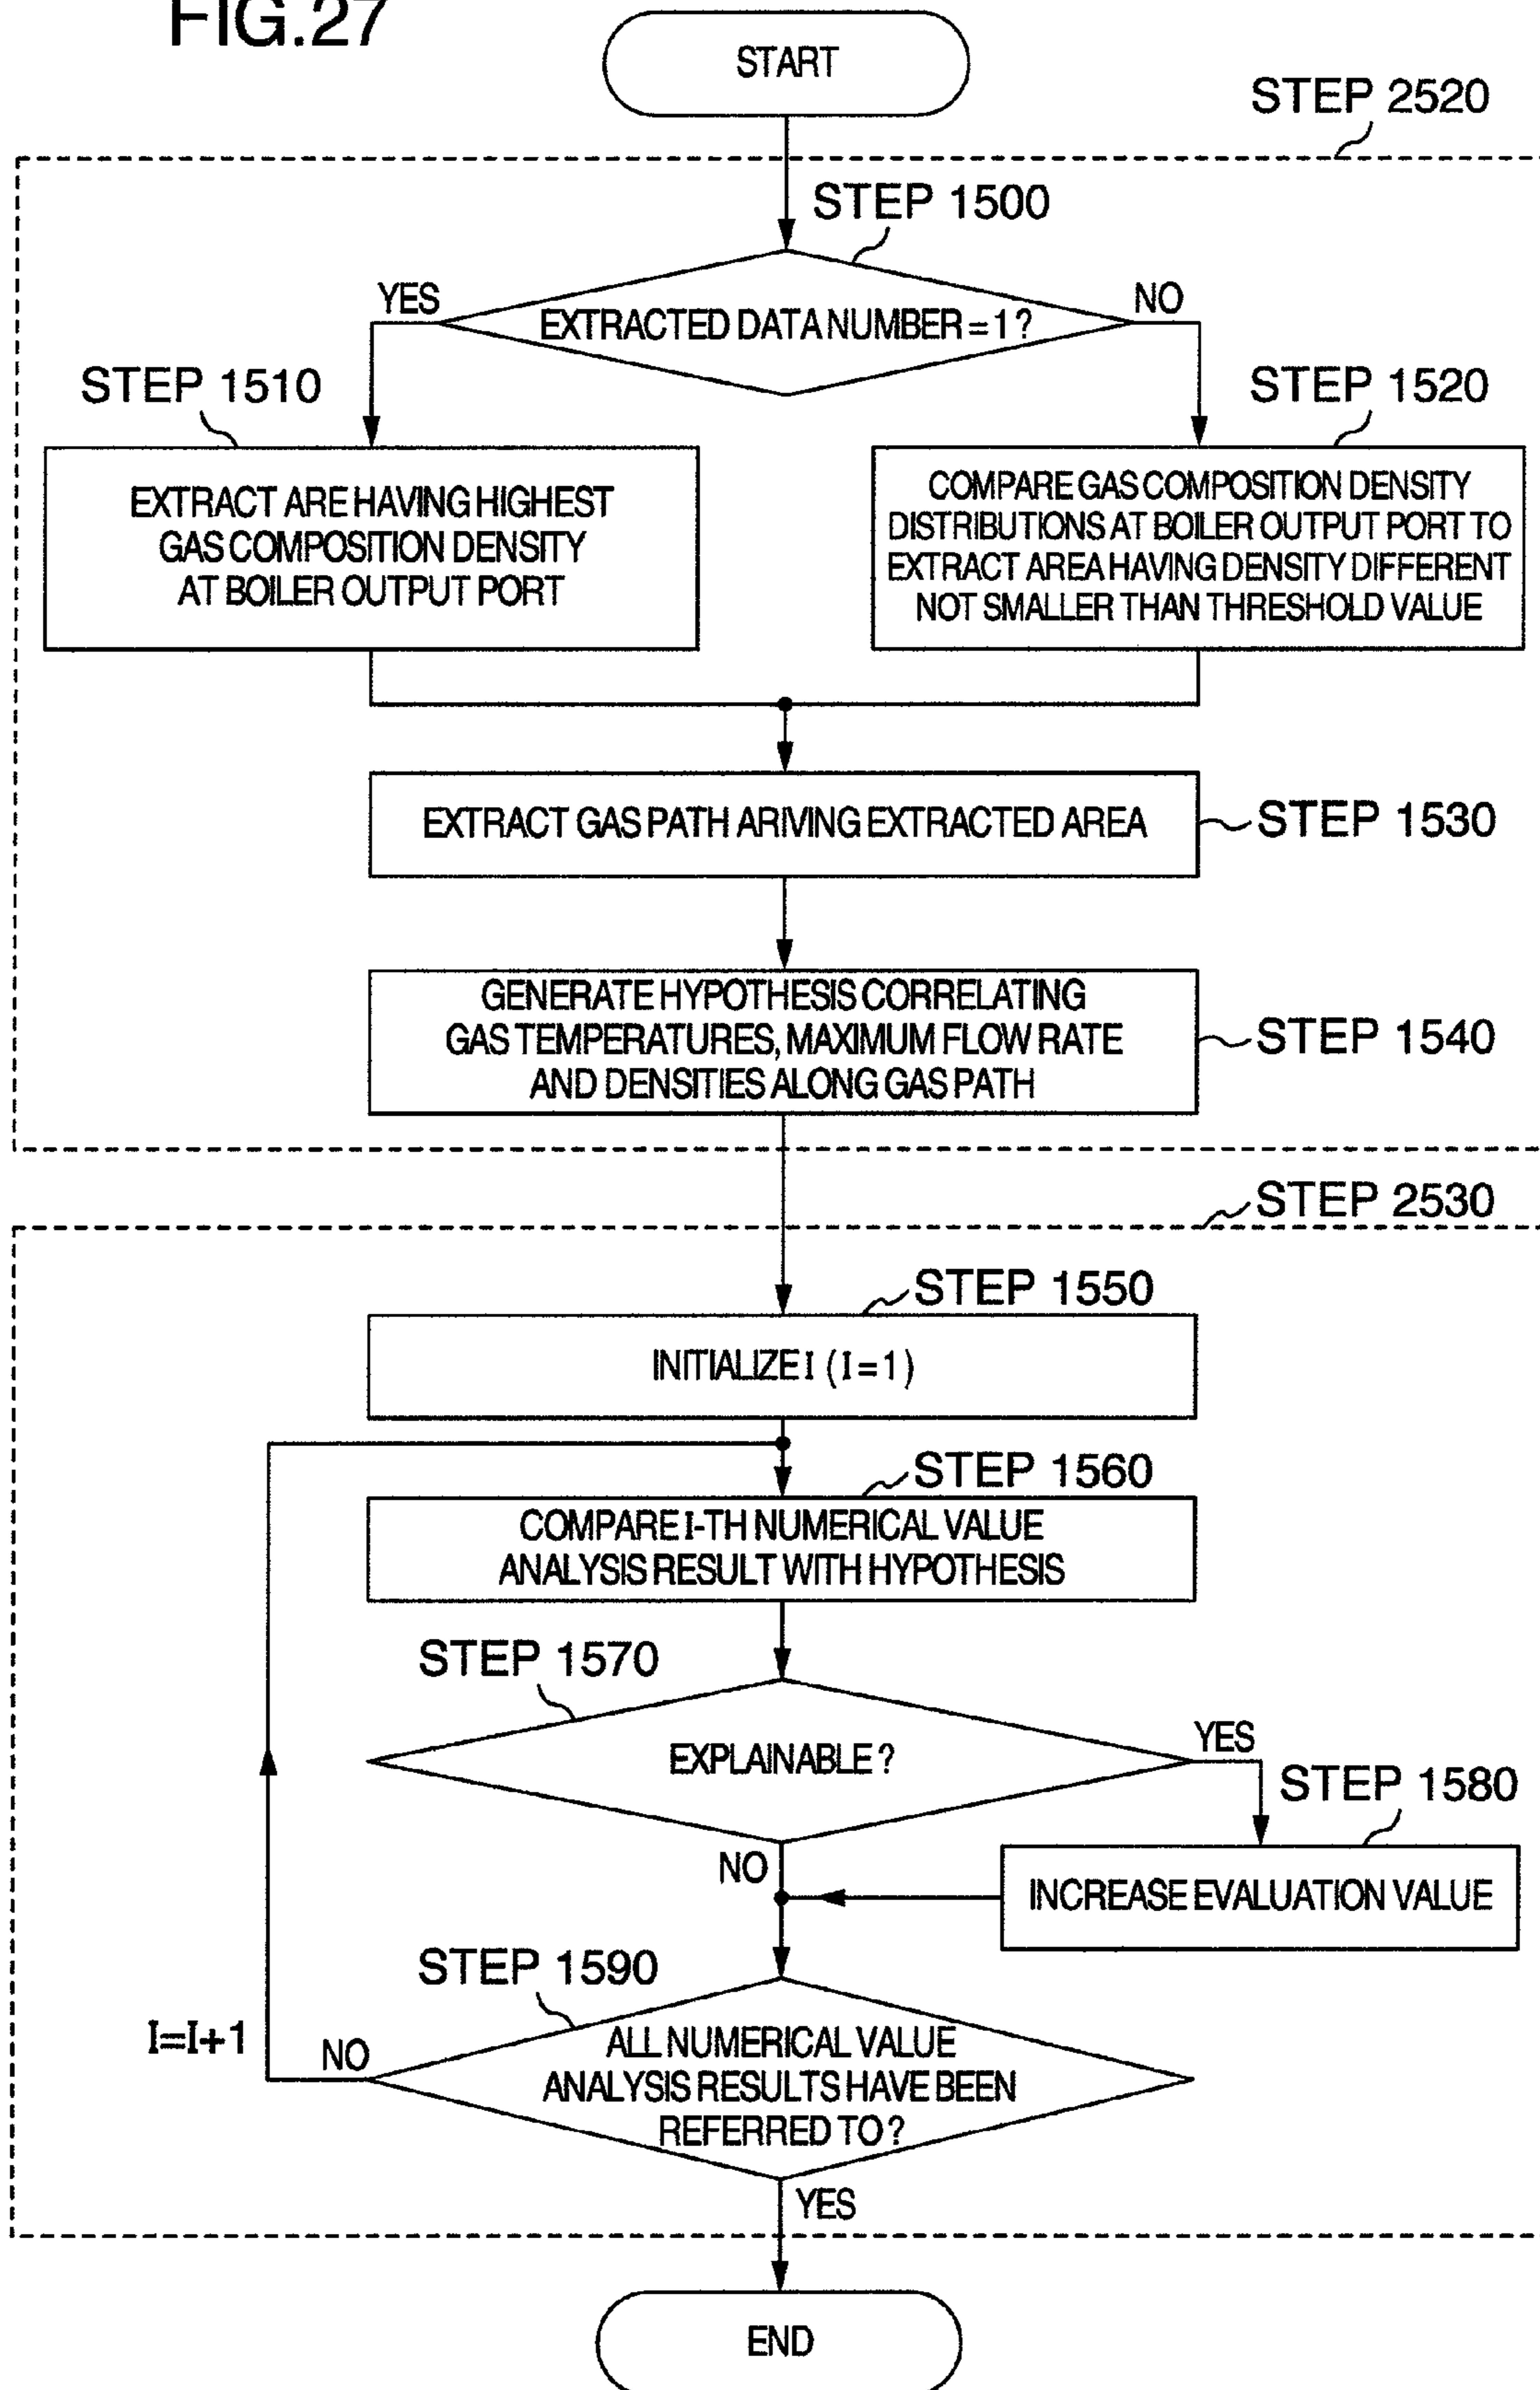 FIG.27
START
STEP 2520
STEP 1500
YES
NO
EXTRACTED DATA NUMBER = 1 ?
STEP 1510
STEP 1520
EXTRACT ARE HAVING HIGHEST
GAS COMPOSITION DENSITY
AT BOILER OUTPUT PORT
COMPARE GAS COMPOSITION DENSITY
DISTRIBUTIONS AT BOILER OUTPUT PORT TO
EXTRACT AREA HAVING DENSITY DIFFERENT
NOT SMALLER THAN THRESHOLD VALUE
EXTRACT GAS PATH ARIVING EXTRACTED AREA
STEP 1530
GENERATE HYPOTHESIS CORRELATING
GAS TEMPERATURES, MAXIMUM FLOW RATE
AND DENSITIES ALONG GAS PATH
STEP 1540
STEP 2530
STEP 1550
INITIALIZE I (I = 1)
STEP 1560
COMPARE I-TH NUMERICAL VALUE
ANALYSIS RESULT WITH HYPOTHESIS
STEP 1570
EXPLAINABLE ?
YES
STEP 1580
NO
INCREASE EVALUATION VALUE
STEP 1590
I=I+1
NO
ALL NUMERICAL VALUE
ANALYSIS RESULTS HAVE BEEN
REFERRED TO ?
YES
END